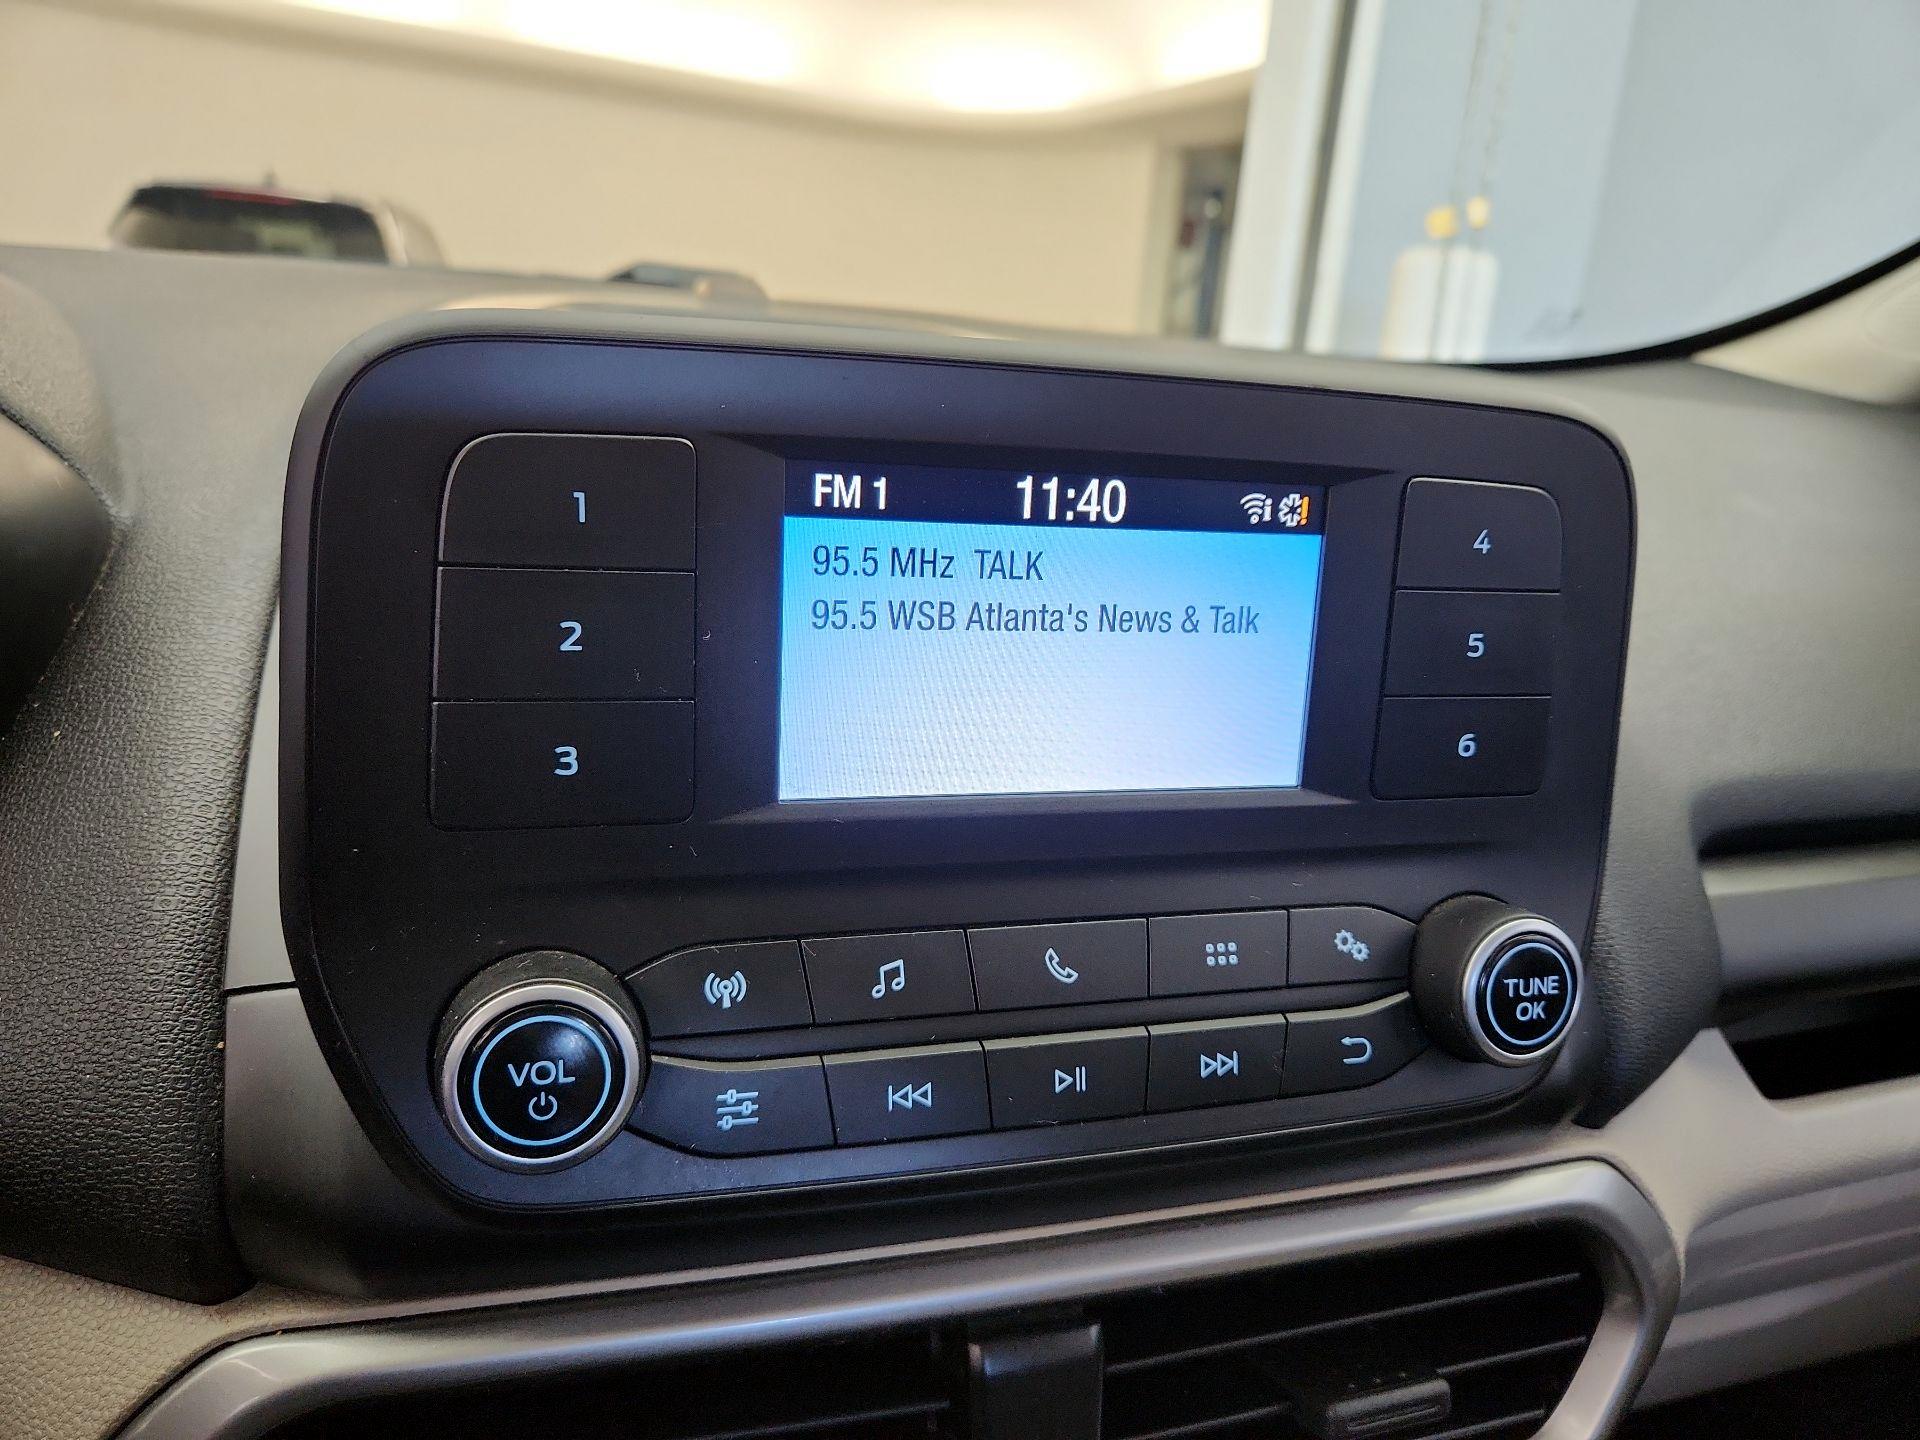 FM 1 11:40
95.5 MHz TALK
95.5 WSB Atlanta's News & Talk
1
2
3
4
5
6
VOL
TUNE
OK